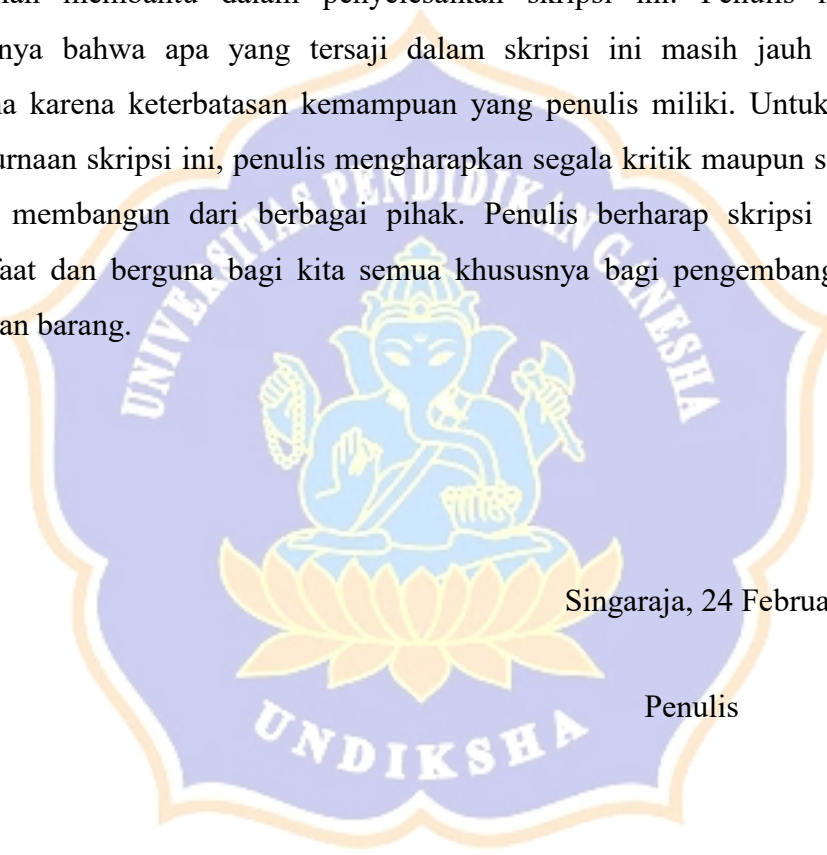 membantu dalam penyelesaikan skripsi ini. Penulis
nya bahwa apa yang tersaji dalam skripsi ini masih jauh
na karena keterbatasan kemampuan yang penulis miliki. Untuk
urnaan skripsi ini, penulis mengharapkan segala kritik maupun s
membangun dari berbagai pihak. Penulis berharap skripsi
aat dan berguna bagi kita semua khususnya bagi pengembang
an barang.
UNIVERSITAS PENDIDIKAN GANESHA
Singaraja, 24 Februa
Penulis
UNDIKSHA